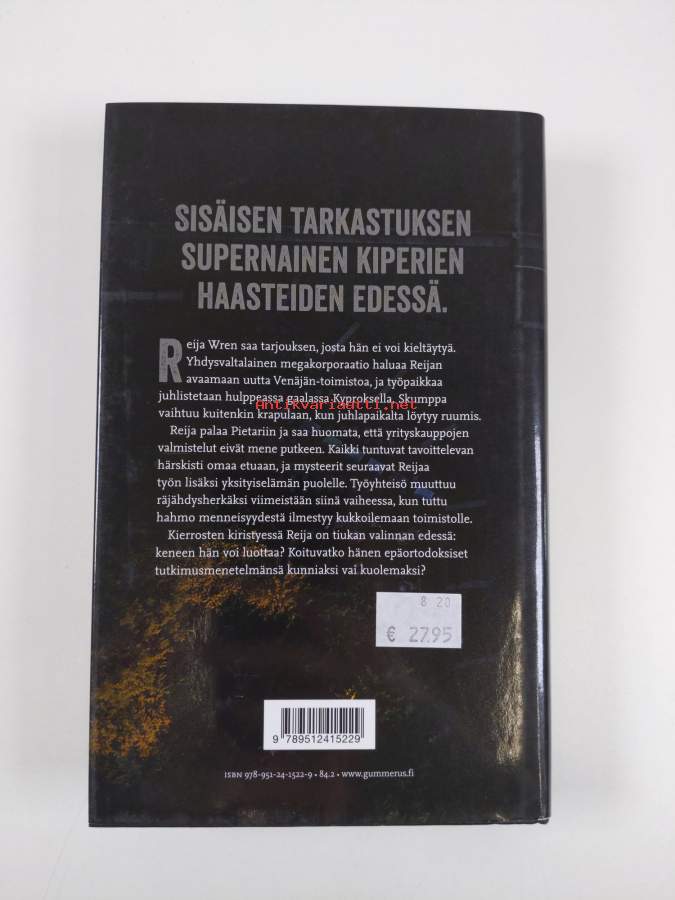 SISÄISEN TARKASTUKSEN
SUPERNAINEN KIPERIEN
HAASTEIDEN EDESSÄ.
Reija Wren saa tarjouksen, josta hän ei voi kieltäytyä.
Yhdysvaltalainen megakorporaatio haluaa Reijan
avaamaan uutta Venäjän-toimistoa, ja työpaikkaa
juhlistetaan hulppeassa gaalassa Kyproksella. Skumppa
Antikvariaatti.net
vaihtuu kuitenkin krapulaan, kun juhlapaikalta löytyy ruumis.
Reija palaa Pietariin ja saa huomata, että yrityskauppojen
valmistelut eivät mene putkeen. Kaikki tuntuvat tavoittelevan
härskisti omaa etuaan, ja mysteerit seuraavat Reijaa
työn lisäksi yksityiselämän puolelle. Työyhteisö muuttuu
räjähdysherkäksi viimeistään siinä vaiheessa, kun tuttu
hahmo menneisyydestä ilmestyy kukkoilemaan toimistolle.
Kierrosten kiristyessä Reija on tiukan valinnan edessä:
keneen hän voi luottaa? Koituvatko hänen epäortodoksiset
tutkimusmenetelmänsä kunniaksi vai kuolemaksi?
8 20
€ 27.95
9 789512 415229
ISBN 978-951-24-1522-9 • 84.2 • www.gummerus.fi